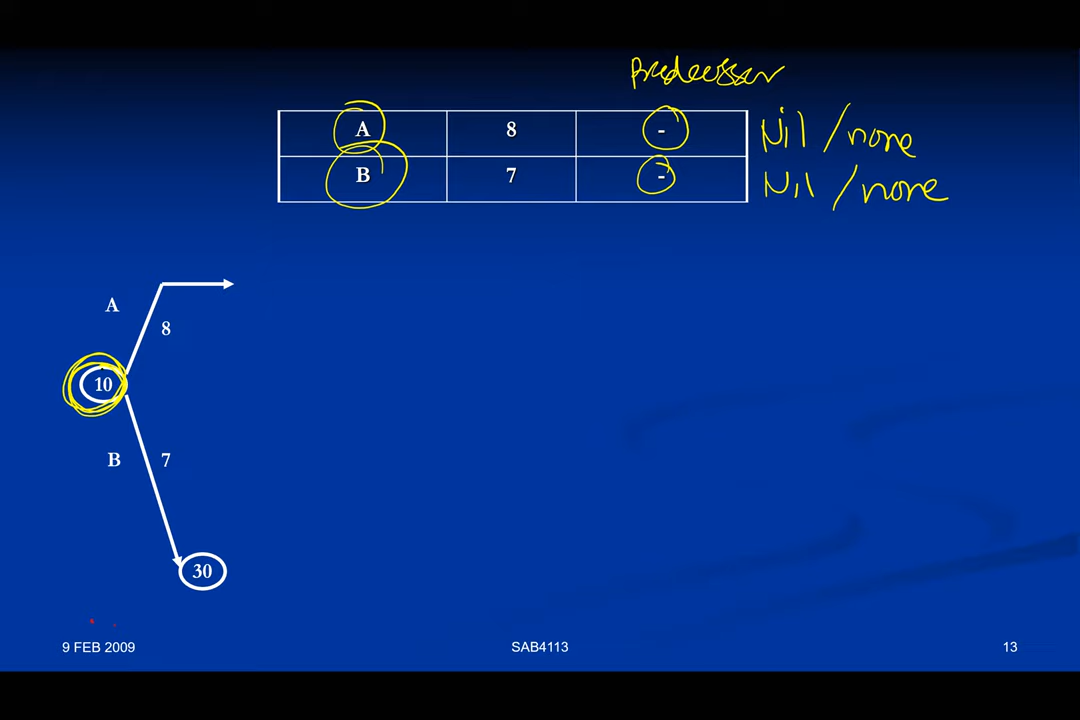 Predecessor
A 8 - Nil / none
B 7 - Nil / none
A
8
10
B 7
30
9 FEB 2009 SAB4113 13